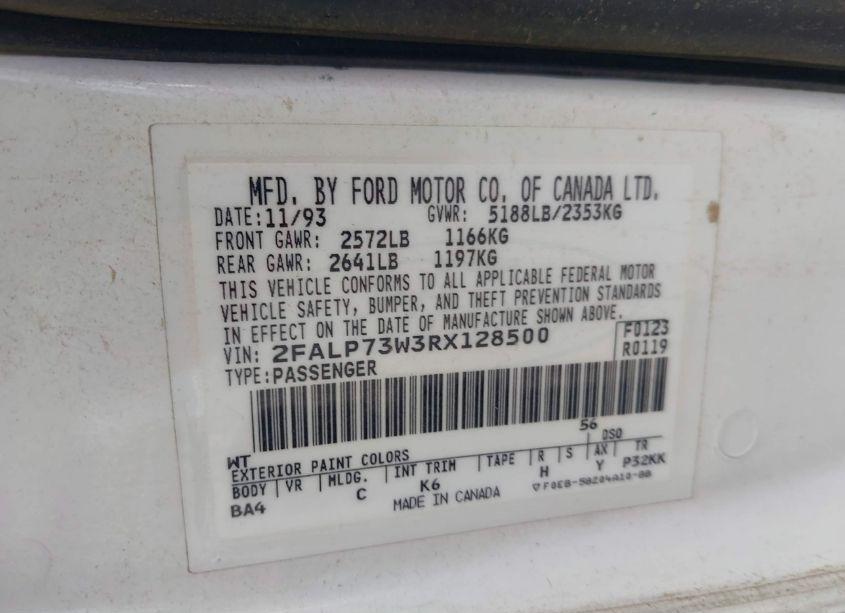 MFD. BY FORD MOTOR CO. OF CANADA LTD.
DATE: 11/93 GVWR: 5188LB/2353KG
FRONT GAWR: 2572LB 1166KG
REAR GAWR: 2641LB 1197KG
THIS VEHICLE CONFORMS TO ALL APPLICABLE FEDERAL MOTOR
VEHICLE SAFETY, BUMPER, AND THEFT PREVENTION STANDARDS
IN EFFECT ON THE DATE OF MANUFACTURE SHOWN ABOVE.
VIN: 2FALP73W3RX128500 F0123
TYPE: PASSENGER R0119
56
WT DSO
EXTERIOR PAINT COLORS
BODY VR MLDG. INT TRIM TAPE R S AX TR
BA4 C K6 H Y P32KK
MADE IN CANADA F0EB-50204A10-BB